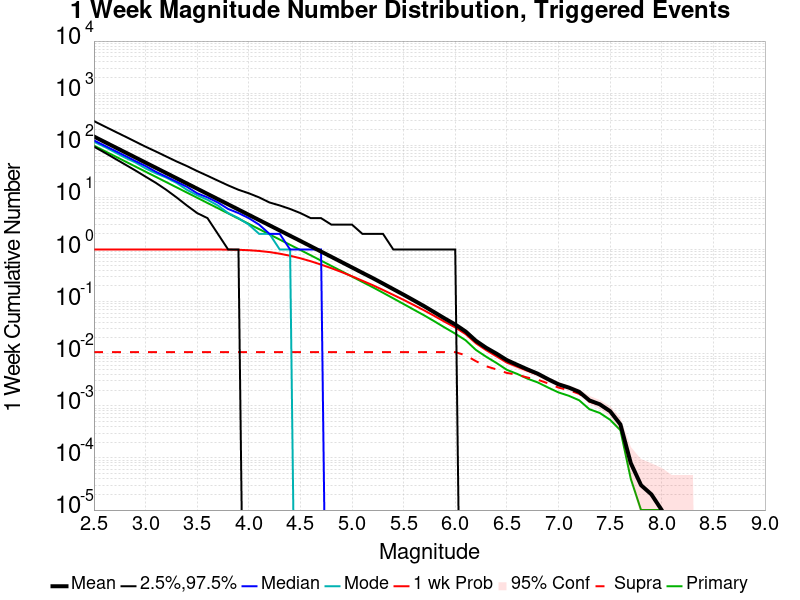 1 Week Magnitude Number Distribution, Triggered Events
1 Week Cumulative Number
10^4
10^3
10^2
10^1
10^0
10^-1
10^-2
10^-3
10^-4
10^-5
2.5 3.0 3.5 4.0 4.5 5.0 5.5 6.0 6.5 7.0 7.5 8.0 8.5 9.0
Magnitude
Mean 2.5%,97.5% Median Mode 1 wk Prob 95% Conf Supra Primary